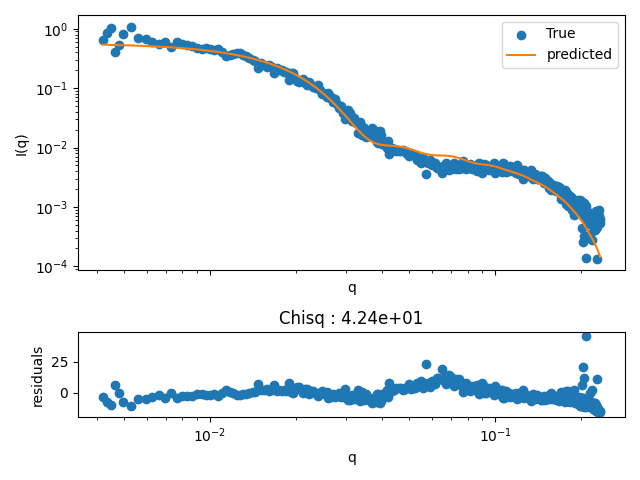 True
predicted
10⁰
10⁻¹
10⁻²
10⁻³
10⁻⁴
I(q)
q
Chisq : 4.24e+01
25
0
residuals
10⁻² 10⁻¹
q